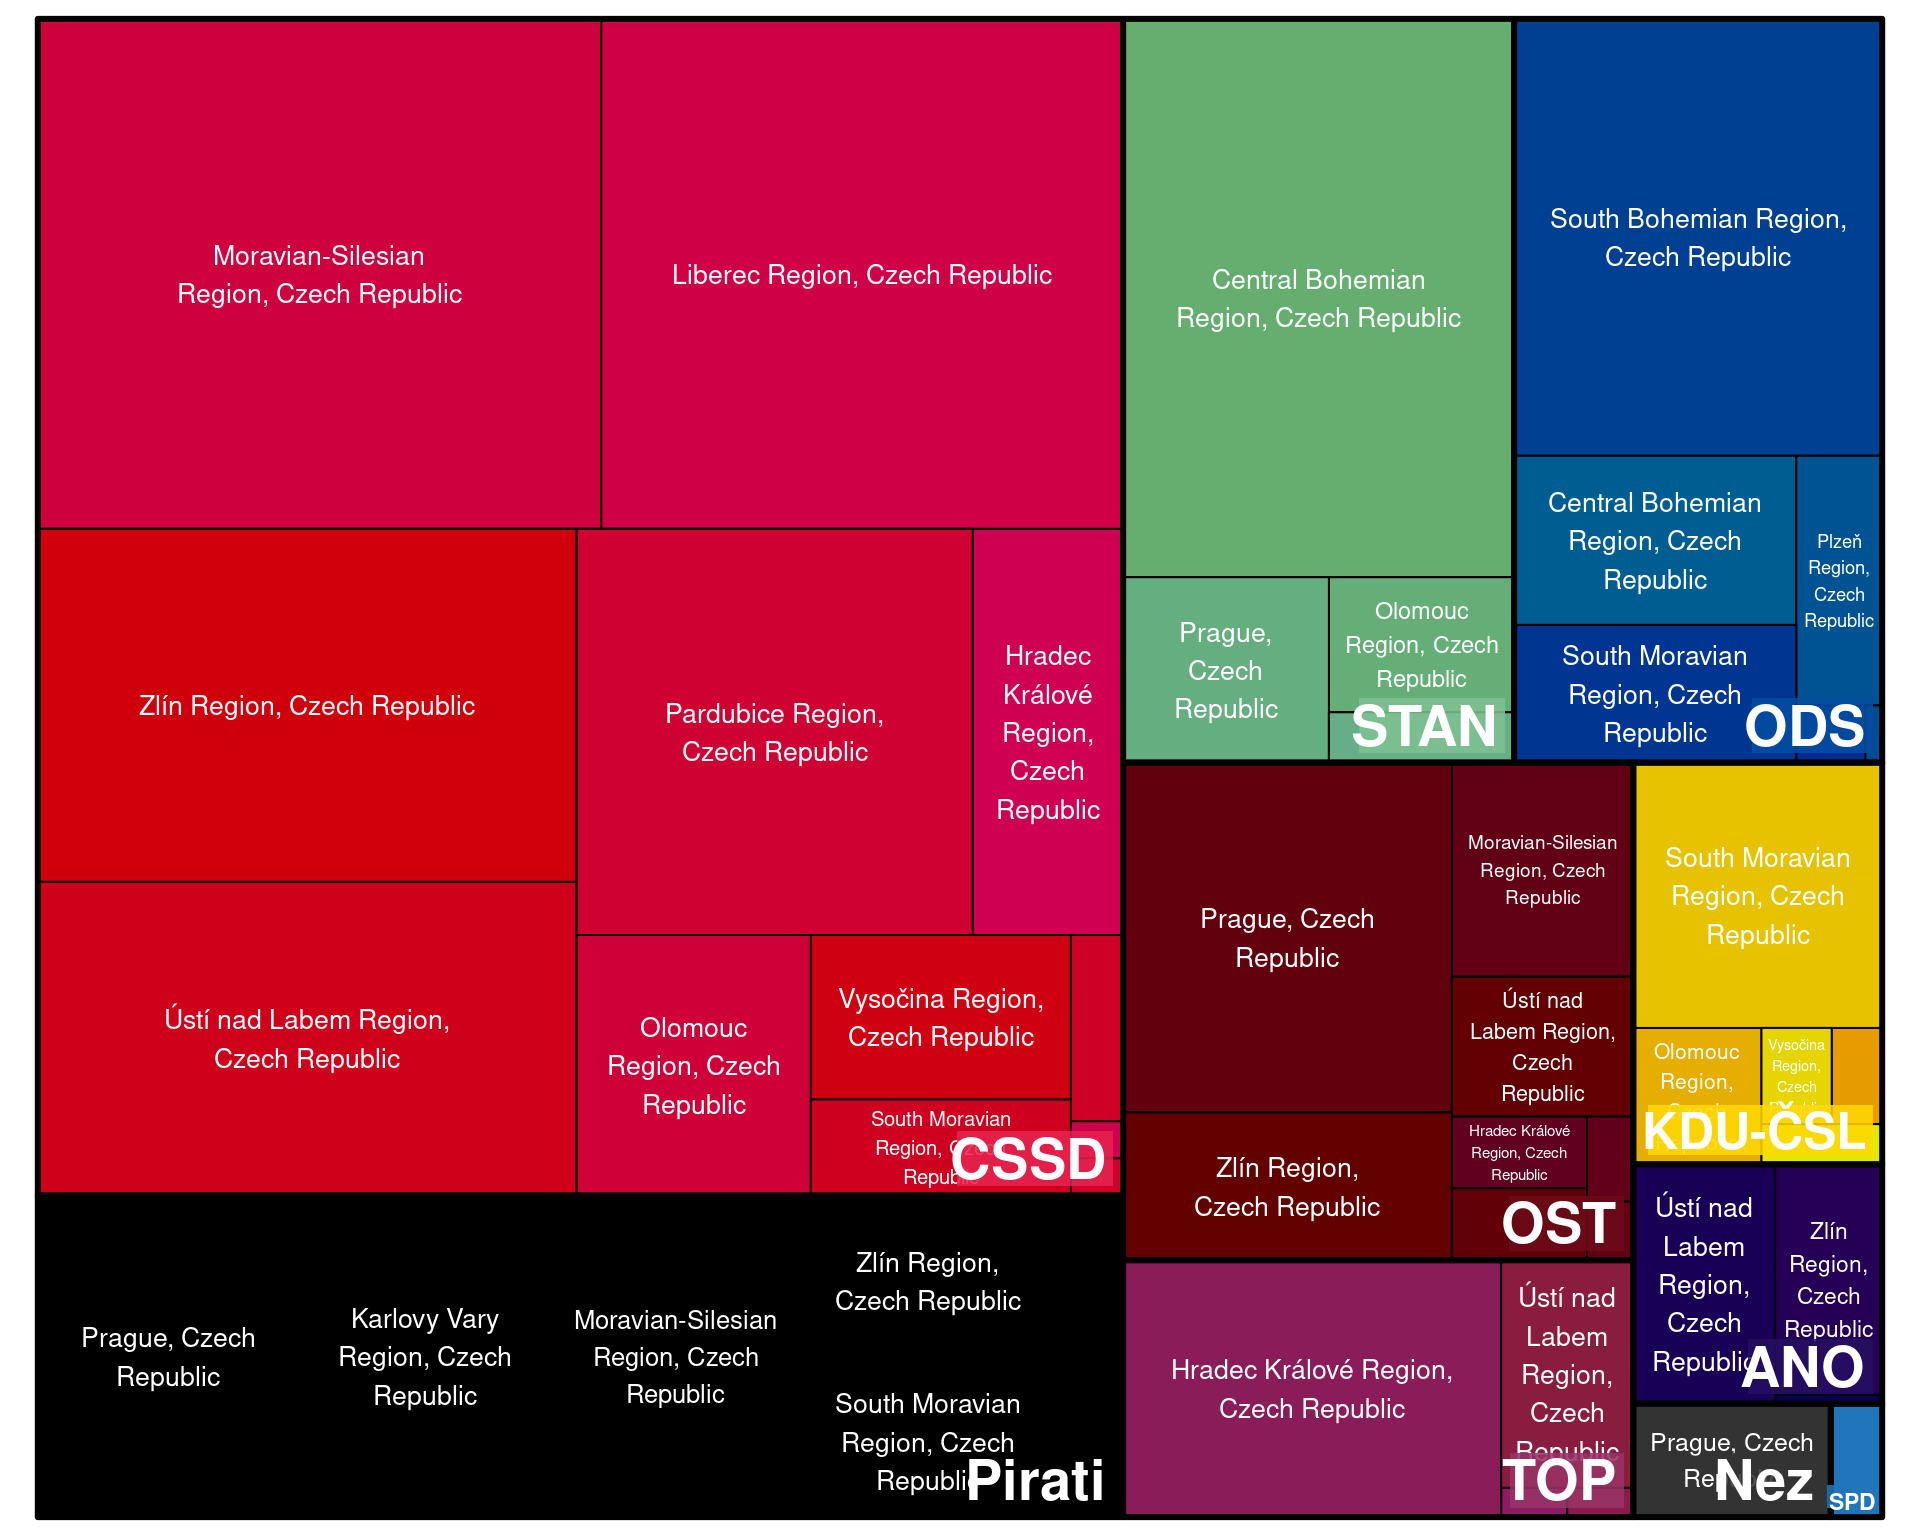 Moravian-Silesian
Region, Czech Republic
Liberec Region, Czech Republic
Zlín Region, Czech Republic
Pardubice Region,
Czech Republic
Hradec
Králové
Region,
Czech
Republic
Ústí nad Labem Region,
Czech Republic
Olomouc
Region, Czech
Republic
Vysočina Region,
Czech Republic
South Moravian
Region,
Republic
CSSD
Prague, Czech
Republic
Karlovy Vary
Region, Czech
Republic
Moravian-Silesian
Region, Czech
Republic
Zlín Region,
Czech Republic
South Moravian
Region, Czech
Republic
Pirati
Central Bohemian
Region, Czech Republic
Prague,
Czech
Republic
Olomouc
Region, Czech
Republic
STAN
South Bohemian Region,
Czech Republic
Central Bohemian
Region, Czech
Republic
Plzeň
Region,
Czech
Republic
South Moravian
Region, Czech
Republic
ODS
Prague, Czech
Republic
Moravian-Silesian
Region, Czech
Republic
Ústí nad
Labem Region,
Czech
Republic
Zlín Region,
Czech Republic
Hradec Králové
Region, Czech
Republic
OST
South Moravian
Region, Czech
Republic
Olomouc
Region,
Vysočina
Region,
Czech
KDU-ČSL
Hradec Králové Region,
Czech Republic
Ústí nad
Labem
Region,
Czech
Republic
TOP
Ústí nad
Labem
Region,
Czech
Republic
Zlín
Region,
Czech
Republic
ANO
Prague, Czech
Nez
SPD